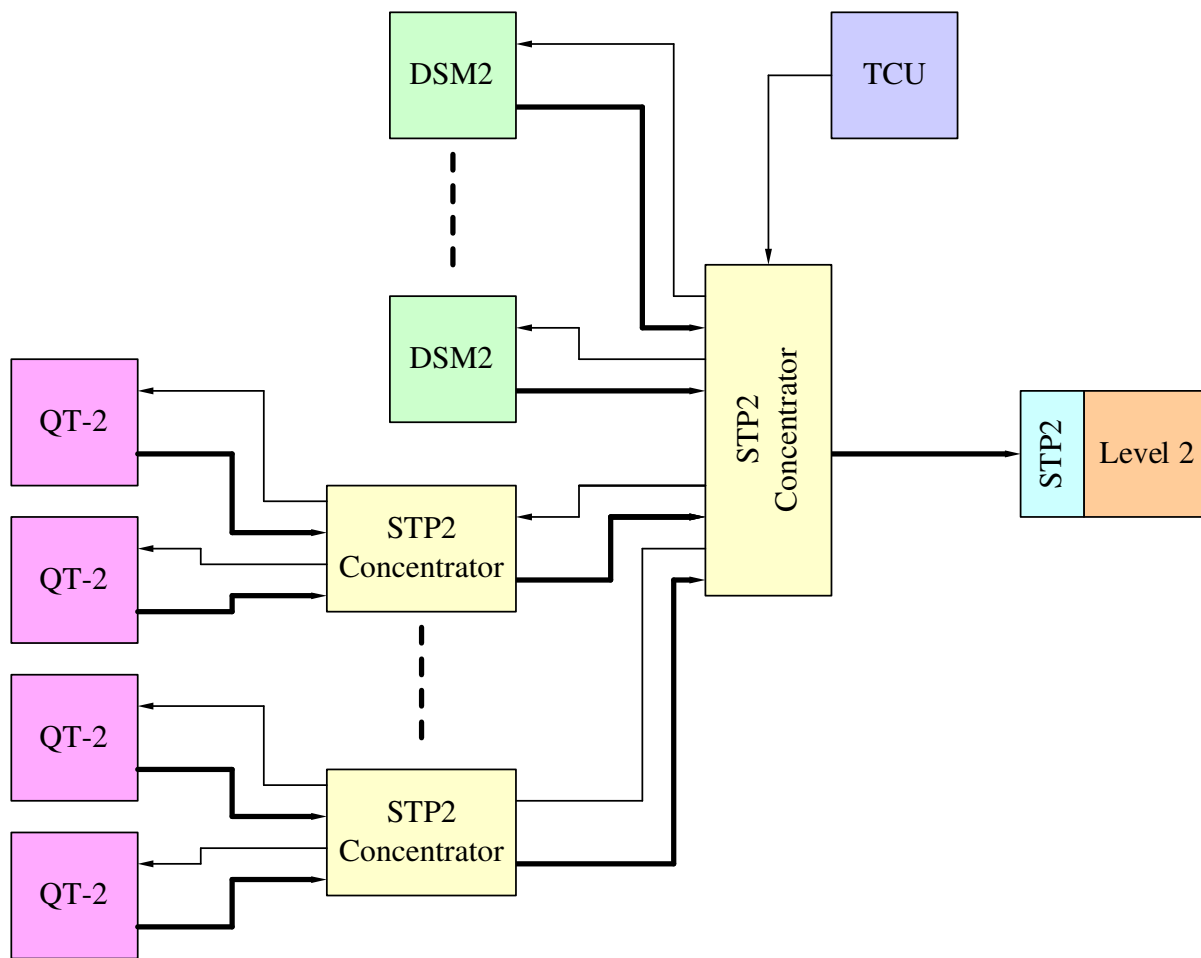 DSM2
TCU
DSM2
STP2
Concentrator
QT-2
STP2
Level 2
QT-2
STP2
Concentrator
QT-2
STP2
Concentrator
QT-2